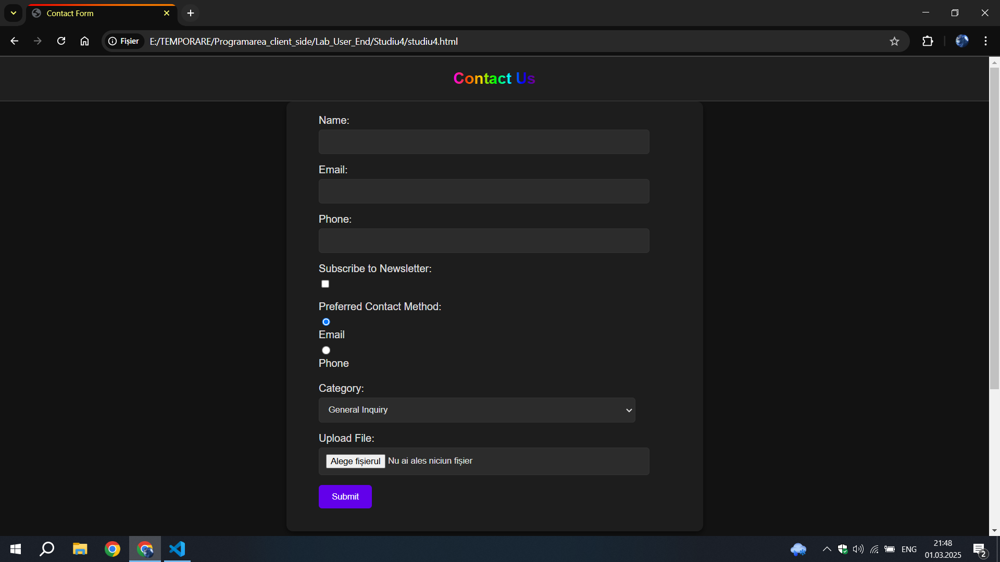 Contact Form
Fișier
E:/TEMPORARE/Programarea_client_side/Lab_User_End/Studiu4/studiu4.html
Contact Us
Name:
Email:
Phone:
Subscribe to Newsletter:
Preferred Contact Method:
Email
Phone
Category:
General Inquiry
Upload File:
Alege fișierul Nu ai ales niciun fișier
Submit
ENG
21:48
01.03.2025
2